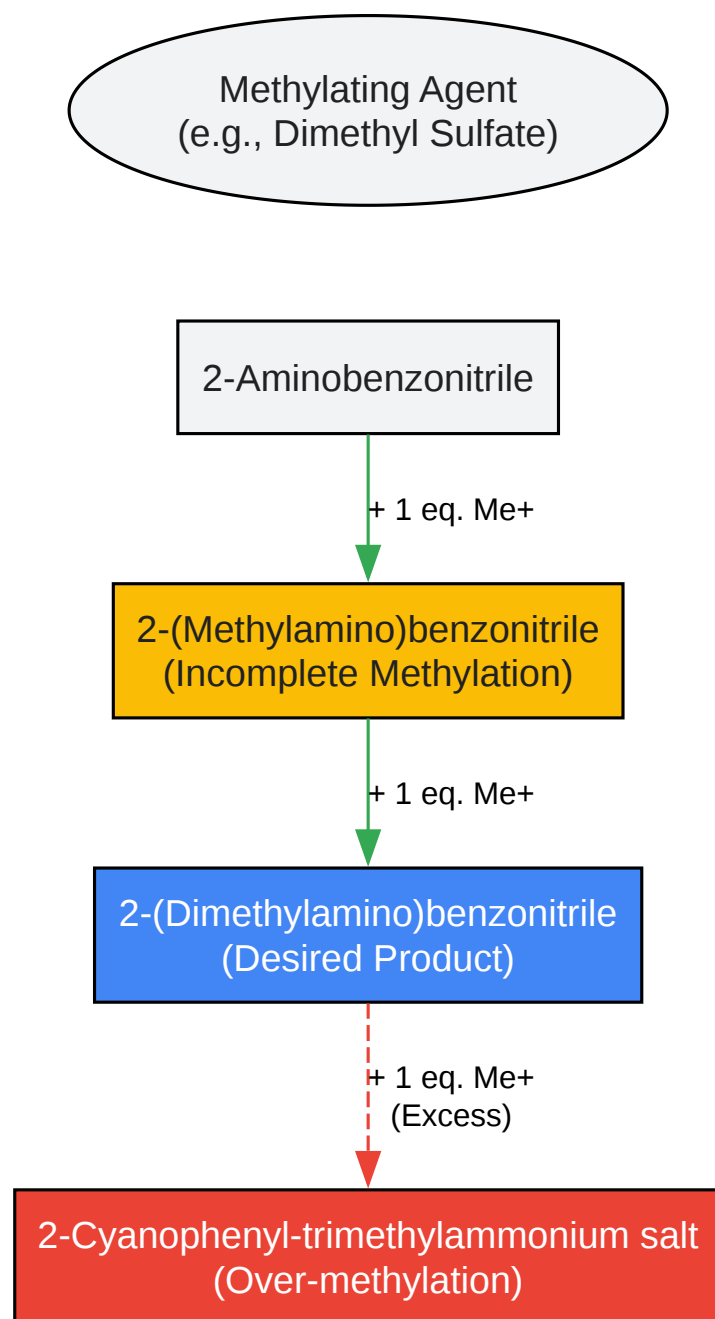 Methylating Agent
(e.g., Dimethyl Sulfate)
2-Aminobenzonitrile
+ 1 eq. Me+
2-(Methylamino)benzonitrile
(Incomplete Methylation)
+ 1 eq. Me+
2-(Dimethylamino)benzonitrile
(Desired Product)
+ 1 eq. Me+
(Excess)
2-Cyanophenyl-trimethylammonium salt
(Over-methylation)